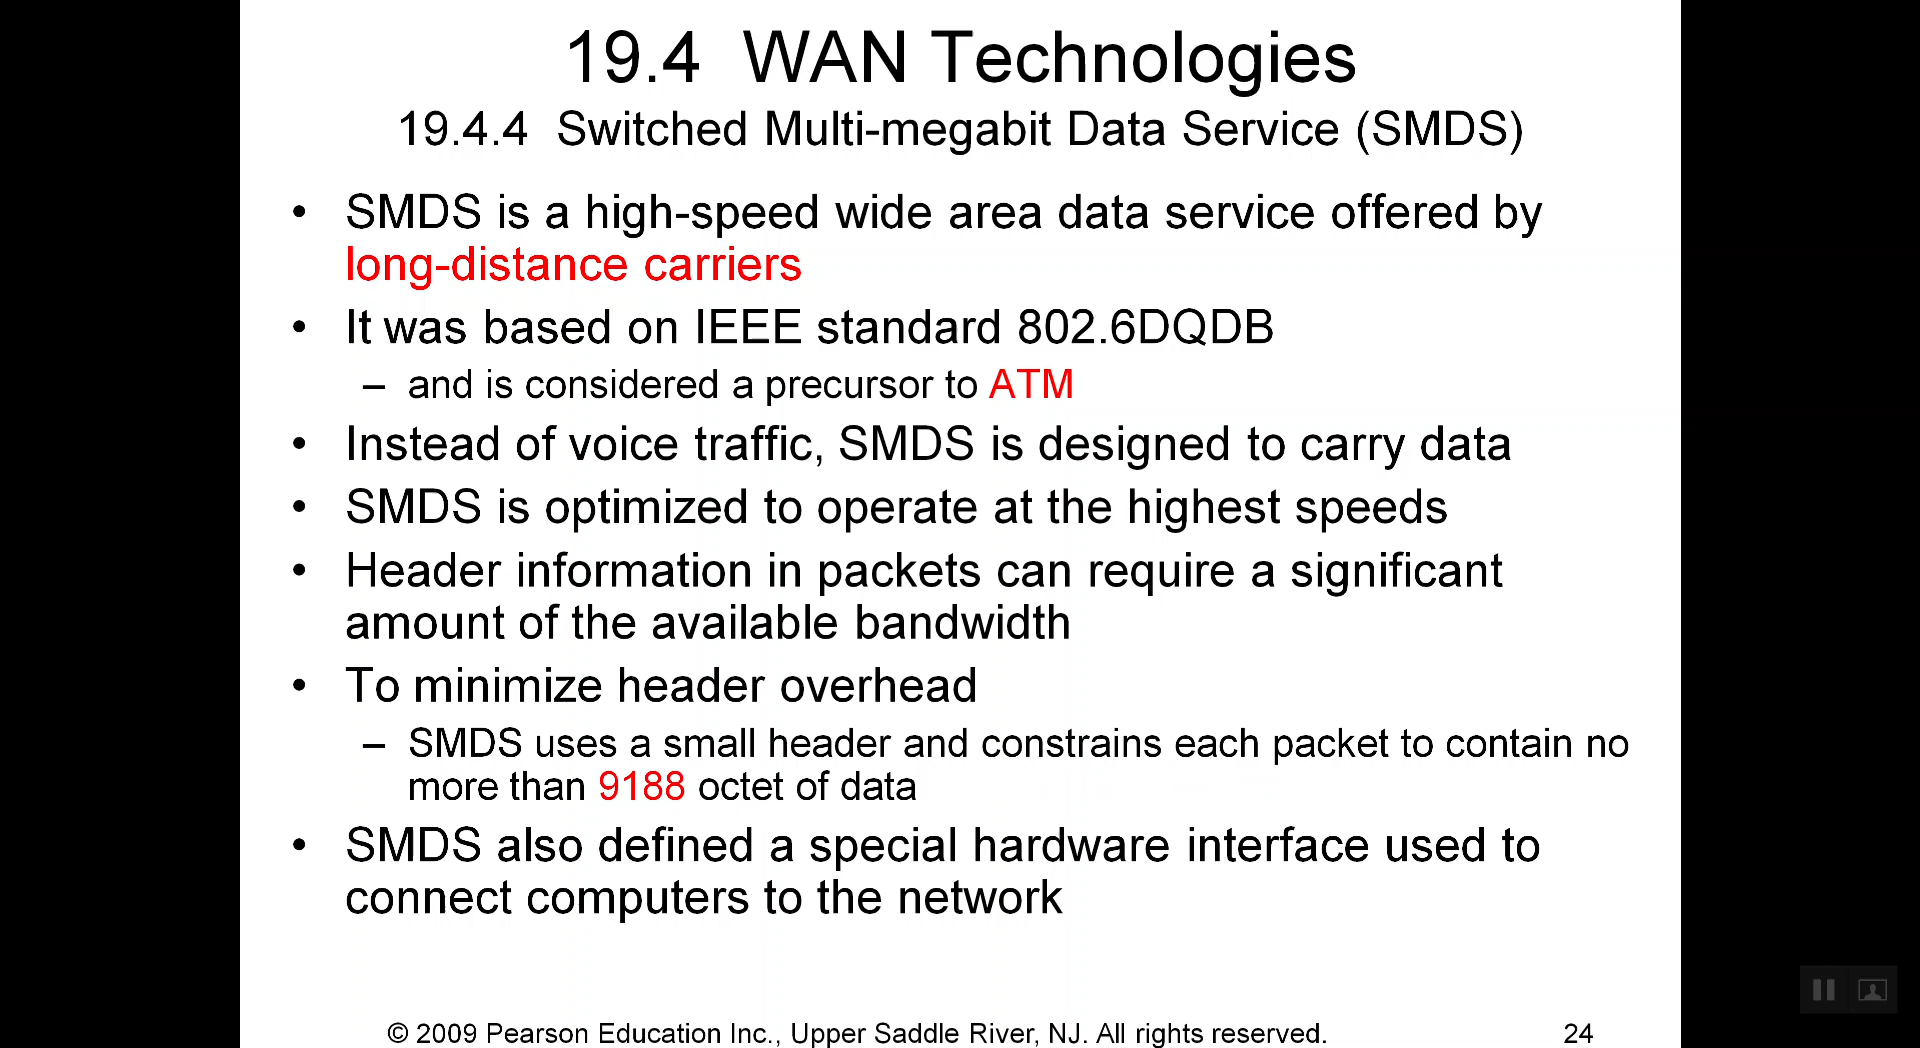 19.4 WAN Technologies
19.4.4 Switched Multi-megabit Data Service (SMDS)
• SMDS is a high-speed wide area data service offered by
long-distance carriers
• It was based on IEEE standard 802.6DQDB
– and is considered a precursor to ATM
• Instead of voice traffic, SMDS is designed to carry data
• SMDS is optimized to operate at the highest speeds
• Header information in packets can require a significant
amount of the available bandwidth
• To minimize header overhead
– SMDS uses a small header and constrains each packet to contain no
more than 9188 octet of data
• SMDS also defined a special hardware interface used to
connect computers to the network
© 2009 Pearson Education Inc., Upper Saddle River, NJ. All rights reserved.
24